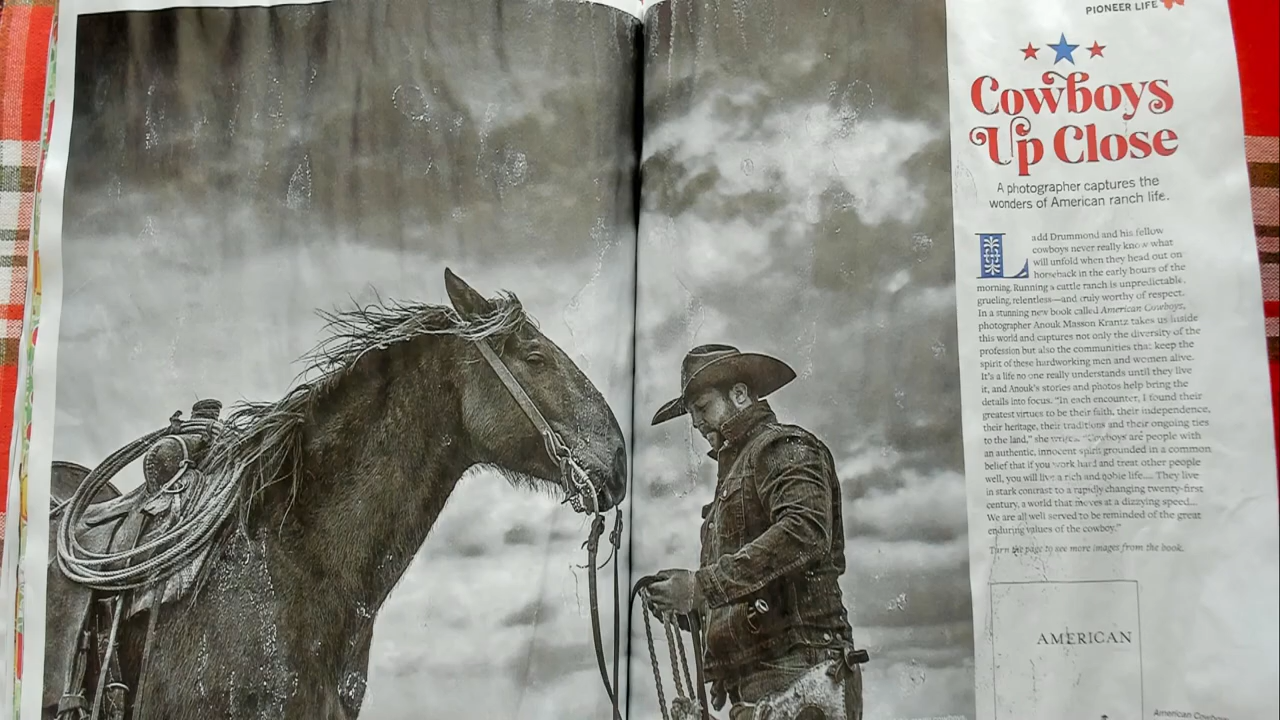 PIONEER LIFE
Cowboys
Up Close
A photographer captures the
wonders of American ranch life.
Ladd Drummond and his fellow
cowboys never really know what
will unfold when they head out on
horseback in the early hours of the
morning. Running a cattle ranch is unpredictable,
grueling, relentless—and truly worthy of respect.
In a stunning new book called American Cowboys,
photographer Anouk Masson Krantz takes us inside
this world and captures not only the diversity of the
profession but also the communities that keep the
spirit of these hardworking men and women alive.
It's a life no one really understands until they live
it, and Anouk's stories and photos help bring the
details into focus. "In each encounter, I found their
greatest virtues to be their faith, their independence,
their heritage, their traditions and their ongoing ties
to the land," she writes. "Cowboys are people with
an authentic, innocent spirit grounded in a common
belief that if you work hard and treat other people
well, you will live a rich and noble life.... They live
in stark contrast to a rapidly changing twenty-first
century, a world that moves at a dizzying speed....
We are all well served to be reminded of the great
enduring values of the cowboy."
Turn the page to see more images from the book.
AMERICAN
American